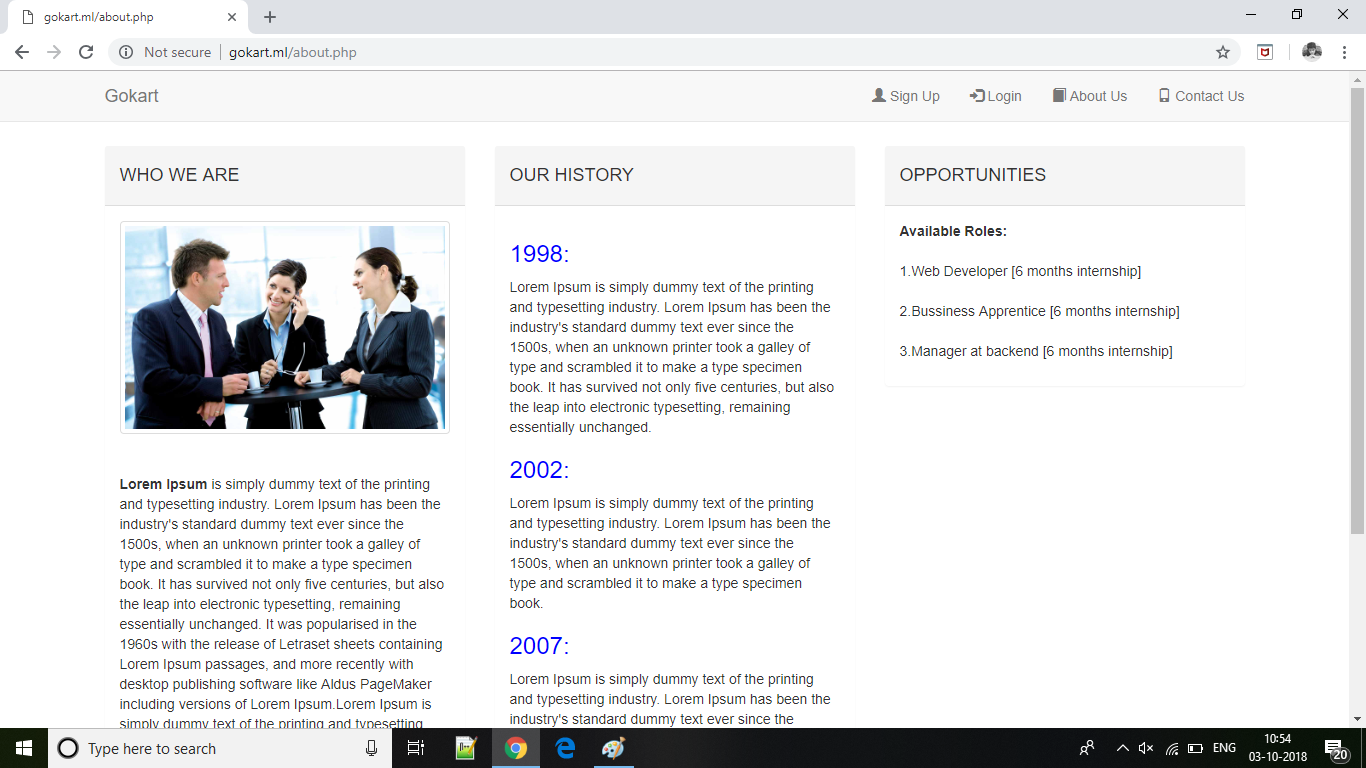 gokart.ml/about.php
Not secure
gokart.ml/about.php
Gokart
Sign Up
Login
About Us
Contact Us
WHO WE ARE
Lorem Ipsum is simply dummy text of the printing
and typesetting industry. Lorem Ipsum has been the
industry's standard dummy text ever since the
1500s, when an unknown printer took a galley of
type and scrambled it to make a type specimen
book. It has survived not only five centuries, but also
the leap into electronic typesetting, remaining
essentially unchanged. It was popularised in the
1960s with the release of Letraset sheets containing
Lorem Ipsum passages, and more recently with
desktop publishing software like Aldus PageMaker
including versions of Lorem Ipsum.Lorem Ipsum is
simply dummy text of the printing and typesetting
OUR HISTORY
1998:
Lorem Ipsum is simply dummy text of the printing
and typesetting industry. Lorem Ipsum has been the
industry's standard dummy text ever since the
1500s, when an unknown printer took a galley of
type and scrambled it to make a type specimen
book. It has survived not only five centuries, but also
the leap into electronic typesetting, remaining
essentially unchanged.
2002:
Lorem Ipsum is simply dummy text of the printing
and typesetting industry. Lorem Ipsum has been the
industry's standard dummy text ever since the
1500s, when an unknown printer took a galley of
type and scrambled it to make a type specimen
book.
2007:
Lorem Ipsum is simply dummy text of the printing
and typesetting industry. Lorem Ipsum has been the
industry's standard dummy text ever since the
OPPORTUNITIES
Available Roles:
1.Web Developer [6 months internship]
2.Bussiness Apprentice [6 months internship]
3.Manager at backend [6 months internship]
Type here to search
ENG
10:54
03-10-2018
20